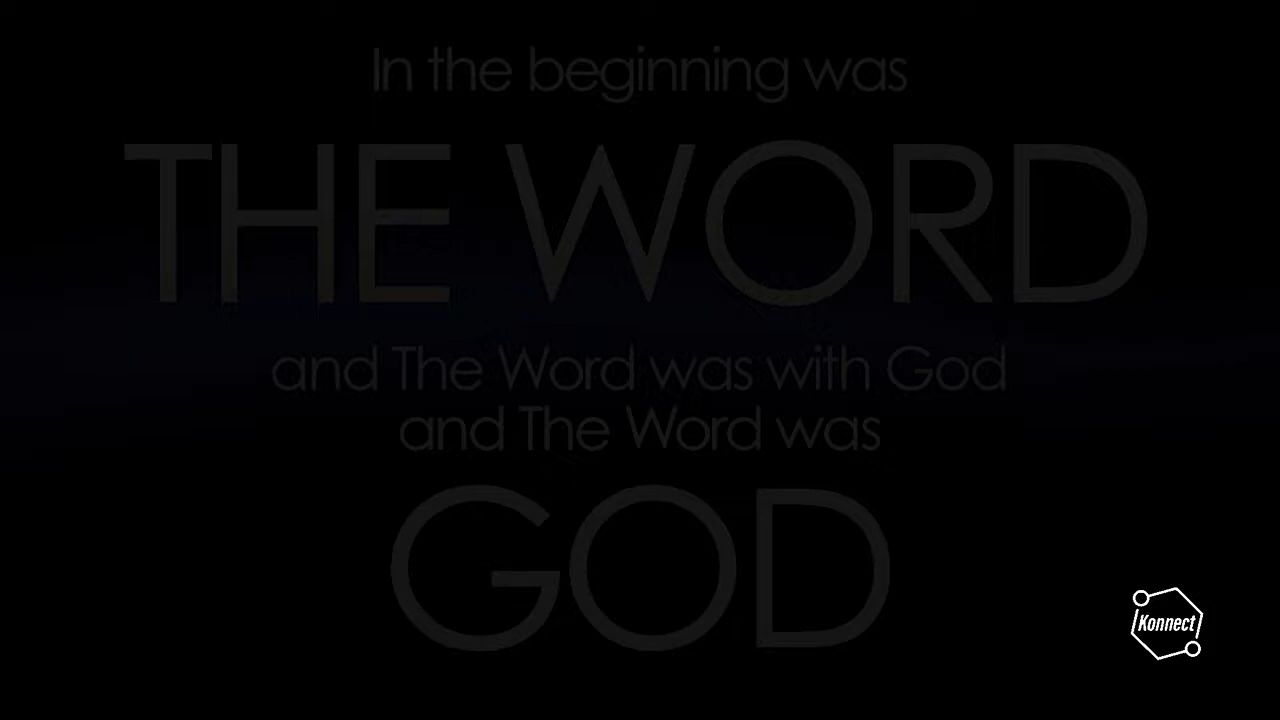 In the beginning was
THE WORD
and The Word was with God
and The Word was
GOD
Konnect